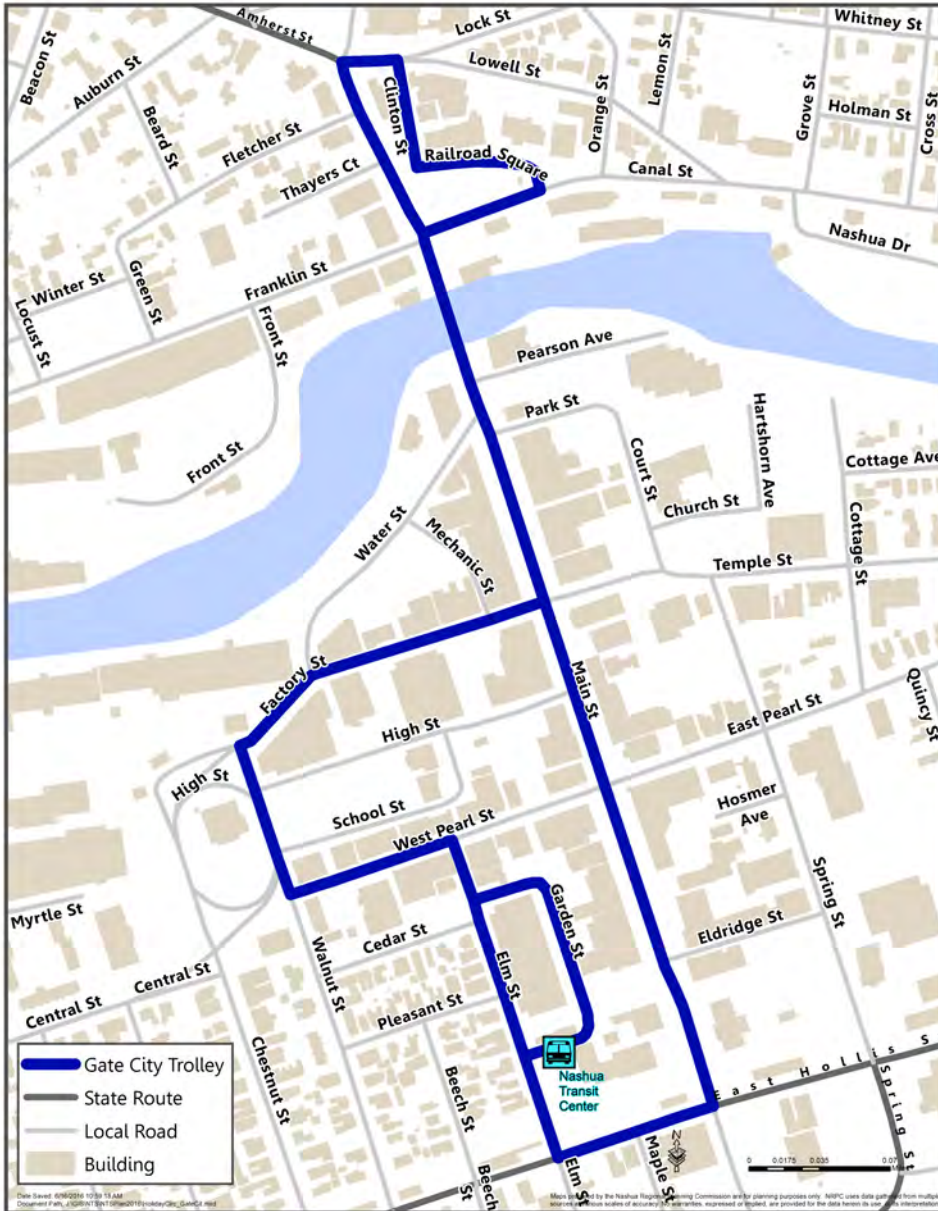 Amherst St
Lock St
Whitney St
Beacon St
Auburn St
Lowell St
Orange St
Lemon St
Grove St
Holman St
Cross St
Beard St
Fletcher St
Clinton St
Railroad Square
Thayers Ct
Canal St
Nashua Dr
Winter St
Green St
Franklin St
Locust St
Front St
Pearson Ave
Park St
Front St
Court St
Hartshorn Ave
Church St
Cottage Ave
Cottage St
Water St
Mechanic St
Temple St
Factory St
Main St
High St
East Pearl St
Quincy St
High St
School St
West Pearl St
Hosmer
Ave
Myrtle St
Walnut St
Cedar St
Garden St
Eldridge St
Spring St
Central St
Central St
Elm St
Pleasant St
Chestnut St
Beech St
Nashua
Transit
Center
East Hollis S
Spring St
Beech
St
Elm St
Maple St
N
Gate City Trolley
State Route
Local Road
Building
0 0.0175 0.035 0.07